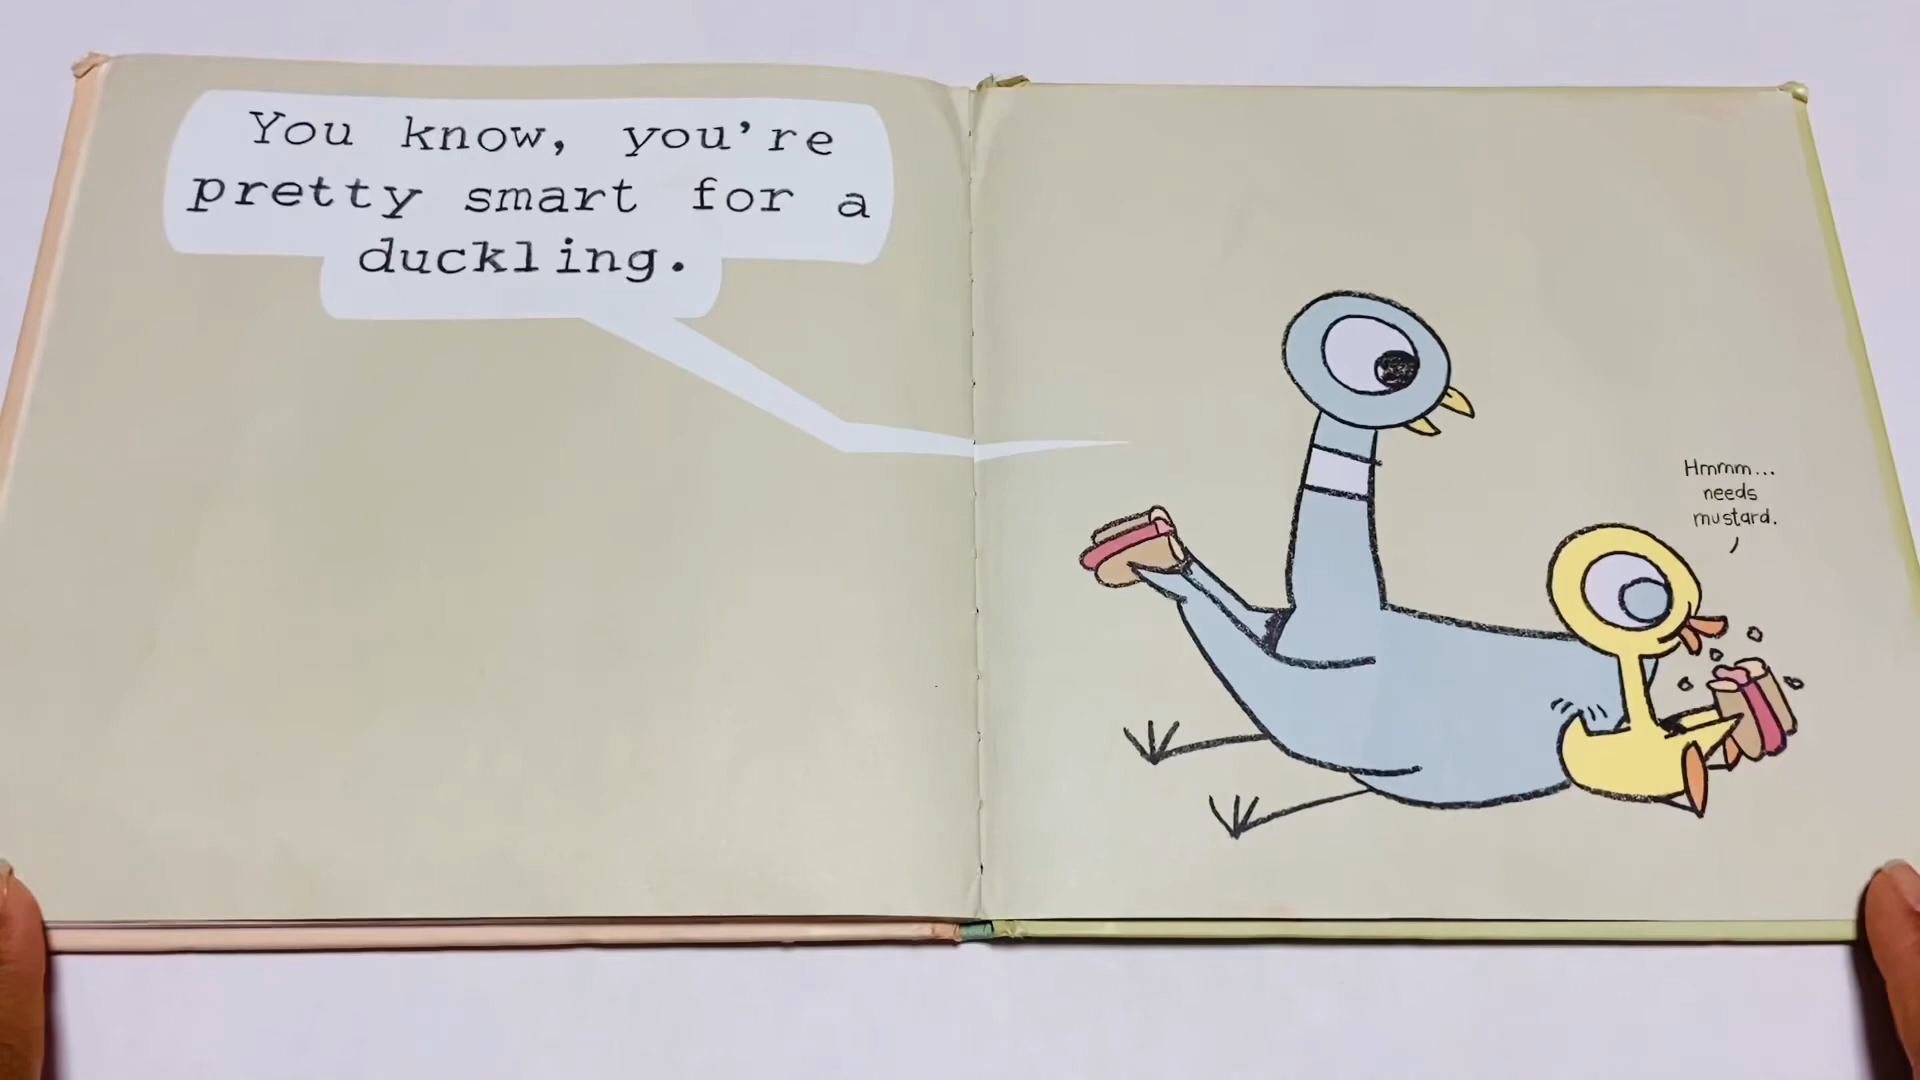 You know, you're
pretty smart for a
duckling.
Hmmm...
needs
mustard.